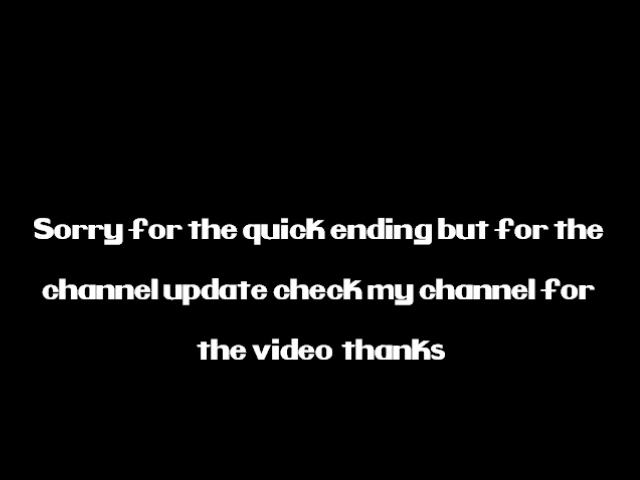 Sorry for the quick ending but for the
channel update check my channel for
the video thanks